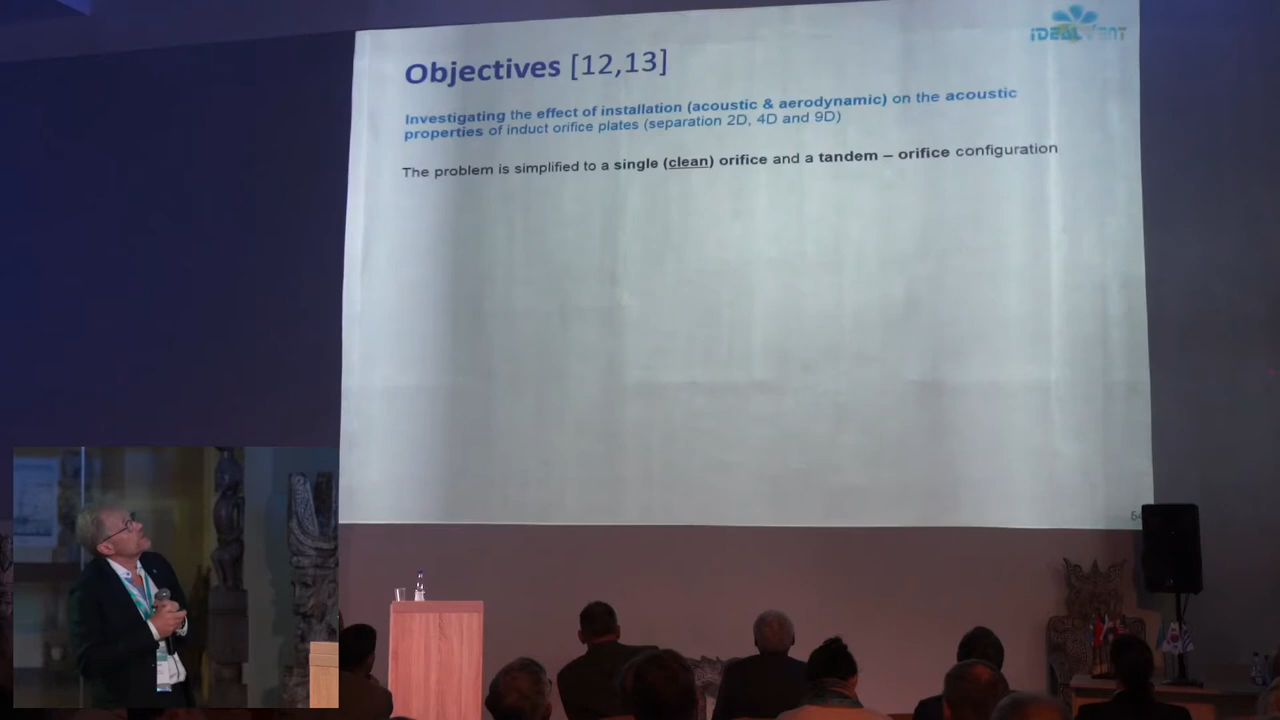 iDEALVENT
Objectives [12,13]
Investigating the effect of installation (acoustic & aerodynamic) on the acoustic
properties of induct orifice plates (separation 2D, 4D and 9D)
The problem is simplified to a single (clean) orifice and a tandem – orifice configuration